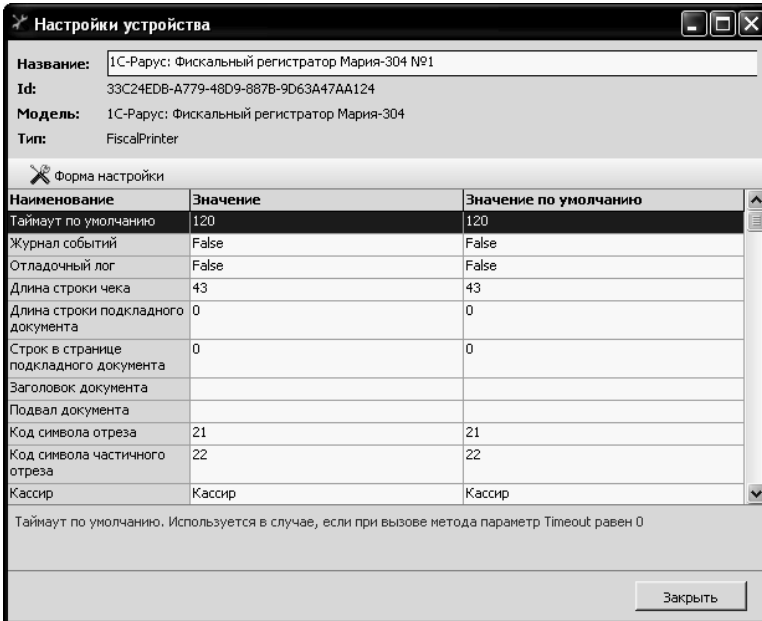 Настройки устройства
Название: 1С-Рарус: Фискальный регистратор Мария-304 №1
Id: 33C24EDB-A779-48D9-887B-9D63A47AA124
Модель: 1С-Рарус: Фискальный регистратор Мария-304
Тип: FiscalPrinter
Форма настройки
Наименование Значение Значение по умолчанию
Таймаут по умолчанию 120 120
Журнал событий False False
Отладочный лог False False
Длина строки чека 43 43
Длина строки подкладного 0 0
документа
Строк в странице 0 0
подкладного документа
Заголовок документа
Подвал документа
Код символа отреза 21 21
Код символа частичного 22 22
отреза
Кассир Кассир Кассир
Таймаут по умолчанию. Используется в случае, если при вызове метода параметр Timeout равен 0
Закрыть